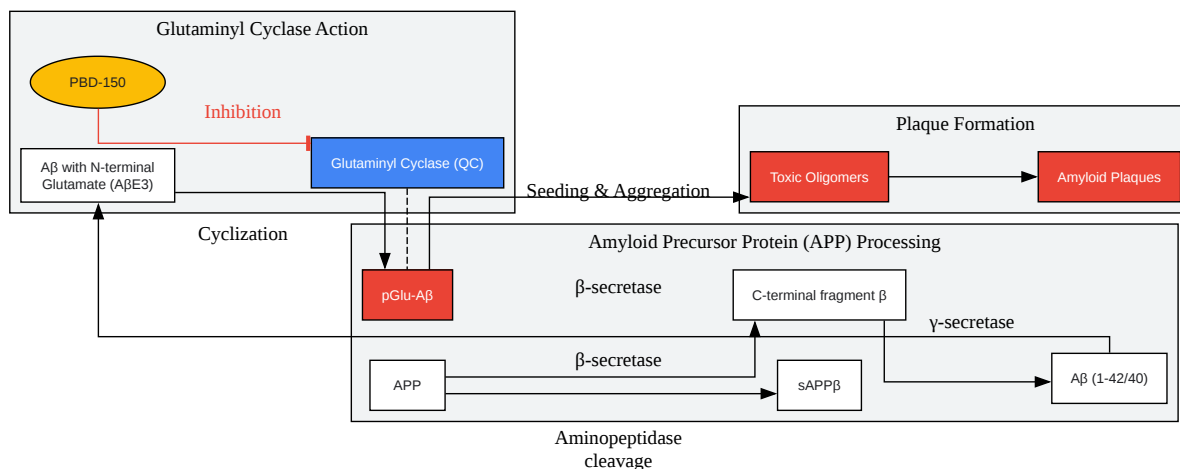 Glutaminyl Cyclase Action
PBD-150
Inhibition
Aβ with N-terminal
Glutamate (AβE3)
Glutaminyl Cyclase (QC)
Cyclization
Seeding & Aggregation
Plaque Formation
Toxic Oligomers
Amyloid Plaques
Amyloid Precursor Protein (APP) Processing
pGlu-Aβ
β-secretase
C-terminal fragment β
γ-secretase
β-secretase
APP
sAPPβ
Aβ (1-42/40)
Aminopeptidase
cleavage